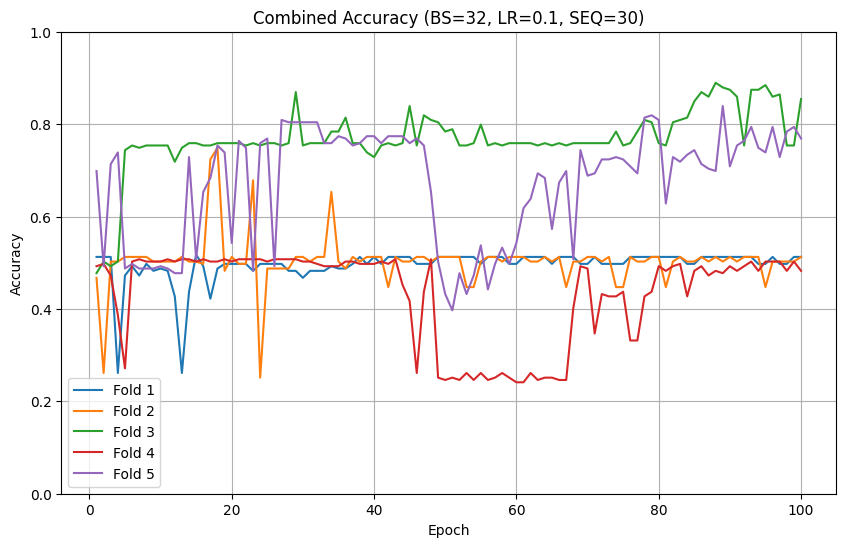 Combined Accuracy (BS=32, LR=0.1, SEQ=30)
1.0
0.8
0.6
0.4
0.2
0.0
Accuracy
Fold 1
Fold 2
Fold 3
Fold 4
Fold 5
0 20 40 60 80 100
Epoch